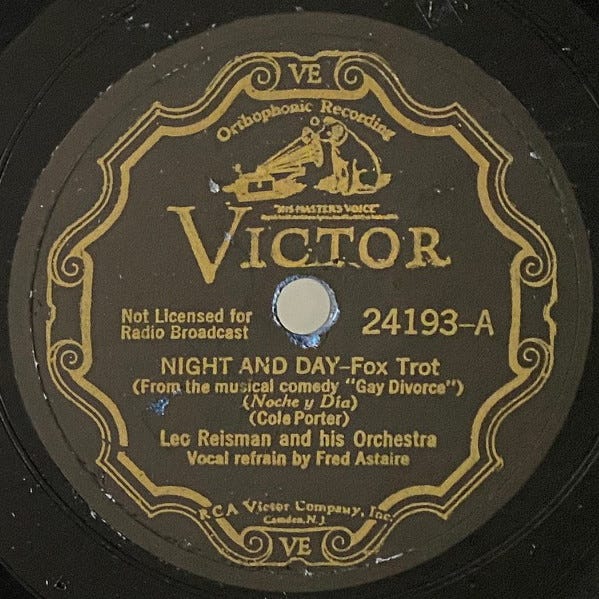 VE
Orthophonic Recording
"HIS MASTER'S VOICE"
VICTOR
Not Licensed for
Radio Broadcast
24193-A
NIGHT AND DAY-Fox Trot
(From the musical comedy "Gay Divorce")
(Noche y Día)
(Cole Porter)
Leo Reisman and his Orchestra
Vocal refrain by Fred Astaire
RCA Victor Company, Inc.
Camden, N.J.
VE